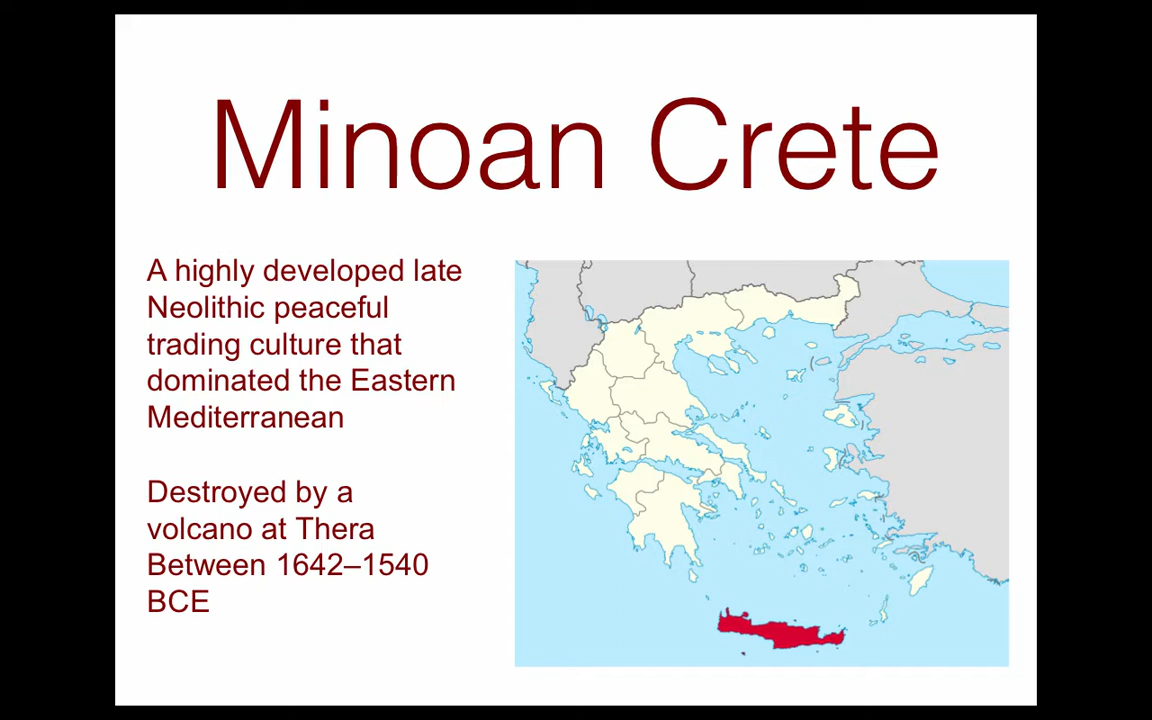 Minoan Crete
A highly developed late
Neolithic peaceful
trading culture that
dominated the Eastern
Mediterranean
Destroyed by a
volcano at Thera
Between 1642–1540
BCE